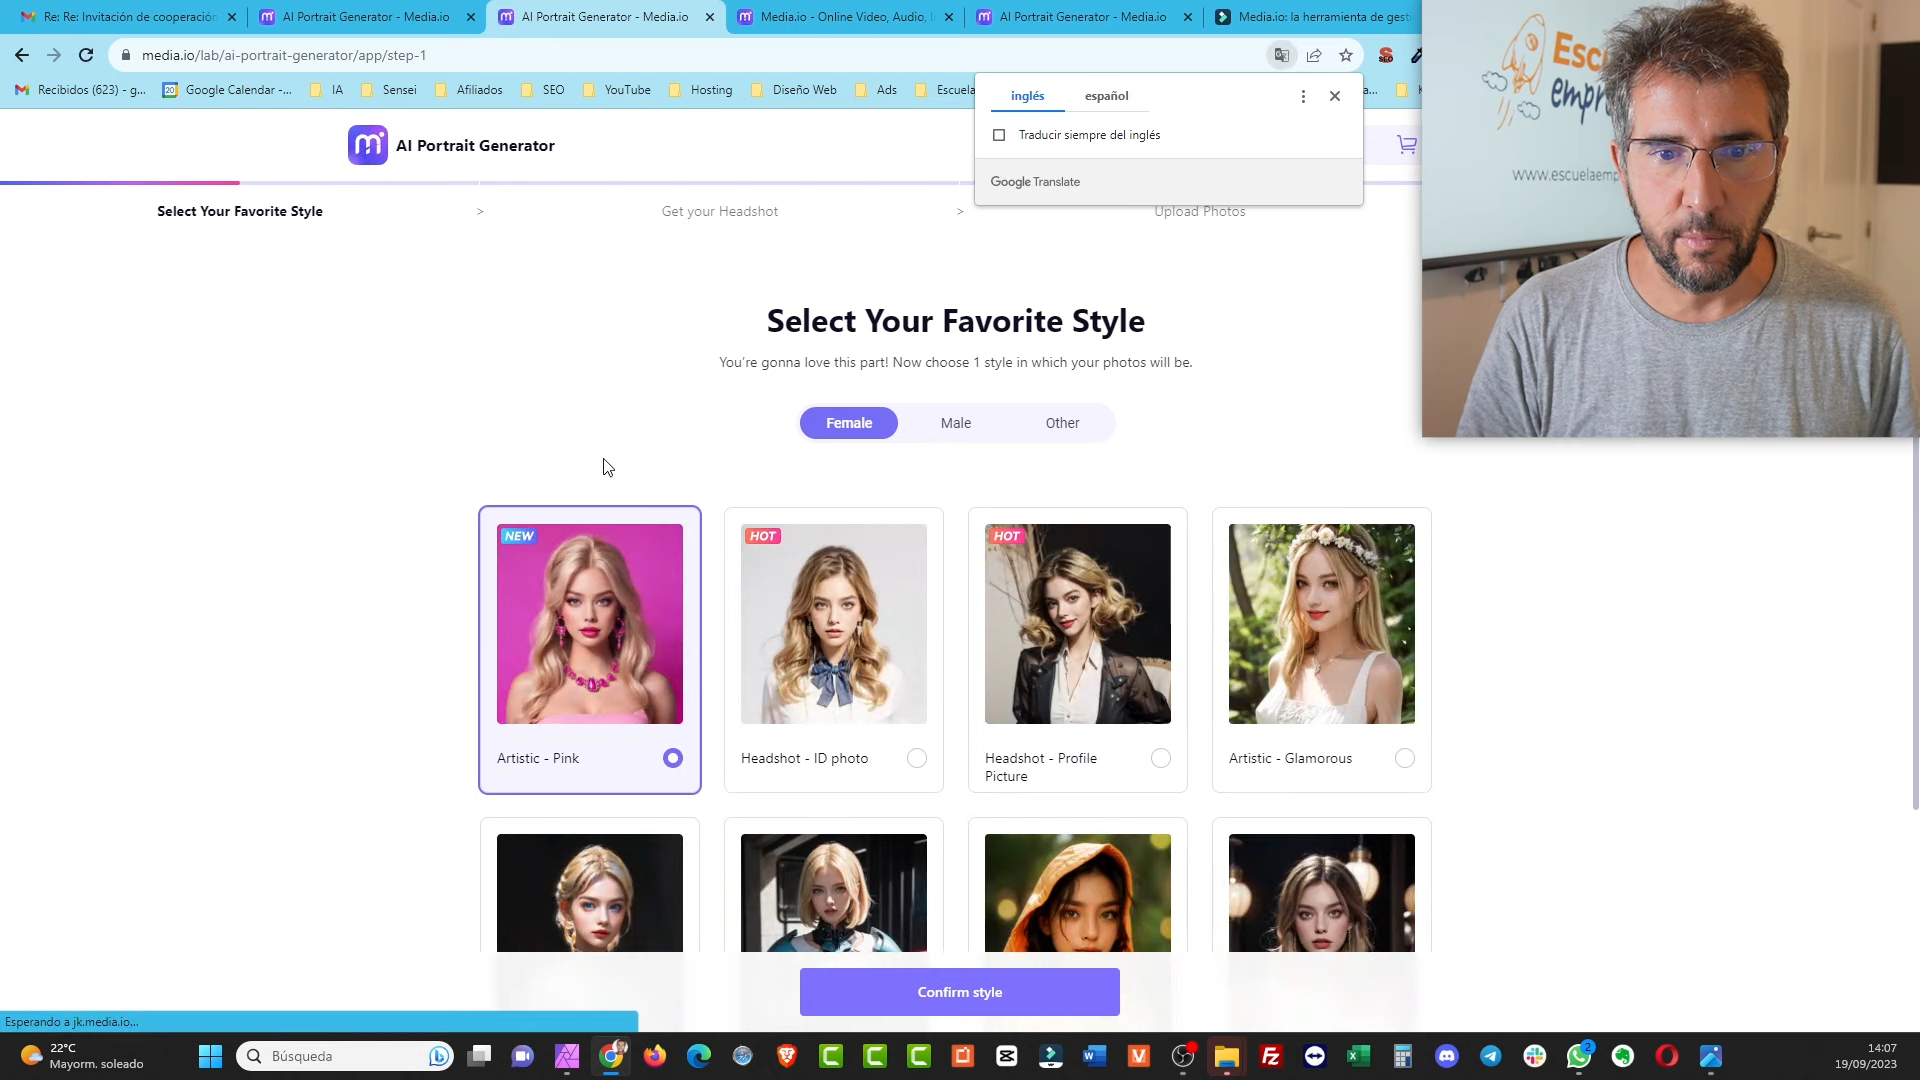 Re: Re: Invitación de cooperación
AI Portrait Generator - Media.io
AI Portrait Generator - Media.io
Media.io - Online Video, Audio, I
AI Portrait Generator - Media.io
Media.io: la herramienta de gesti
media.io/lab/ai-portrait-generator/app/step-1
SEO
Recibidos (623) - g...
20
Google Calendar -...
IA
Sensei
Afiliados
SEO
YouTube
Hosting
Diseño Web
Ads
Escuela
a...
K
inglés
español
Traducir siempre del inglés
Google Translate
AI Portrait Generator
Select Your Favorite Style
>
Get your Headshot
>
Upload Photos
Select Your Favorite Style
You're gonna love this part! Now choose 1 style in which your photos will be.
Female
Male
Other
NEW
HOT
HOT
Artistic - Pink
Headshot - ID photo
Headshot - Profile
Picture
Artistic - Glamorous
Confirm style
Esperando a jk.media.io...
Esc
empr
www.escuelaemp
22°C
Mayorm. soleado
Búsqueda
2
14:07
19/09/2023